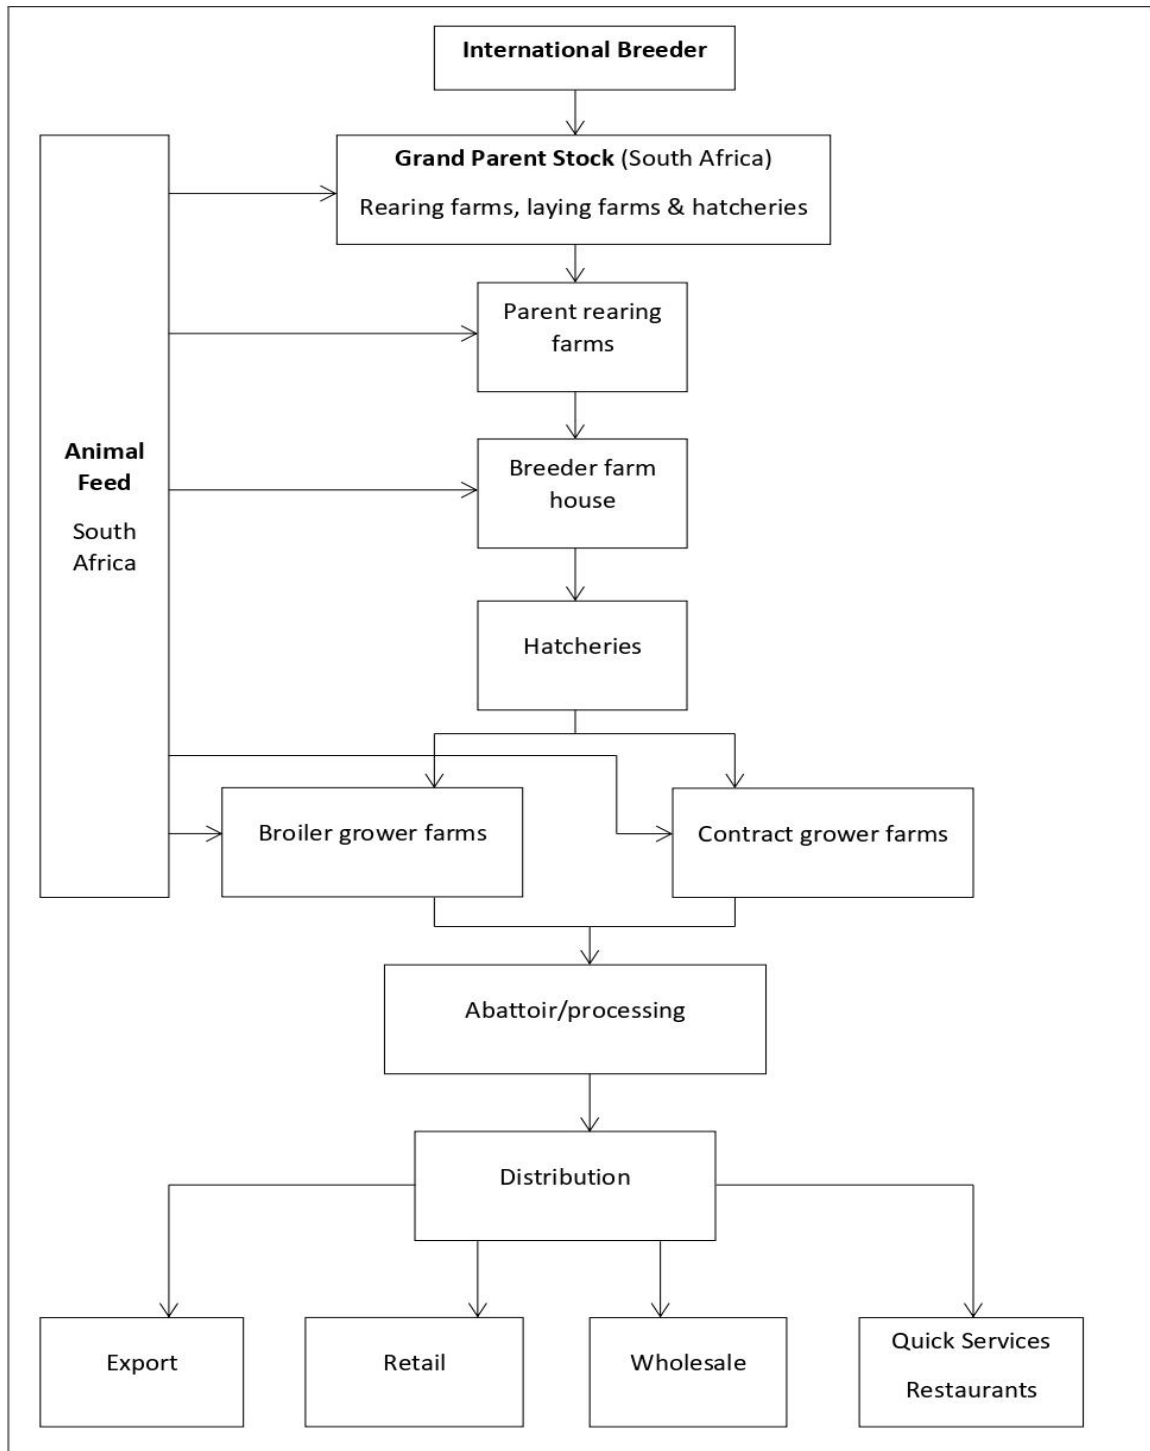 International Breeder
Grand Parent Stock (South Africa)
Rearing farms, laying farms & hatcheries
Parent rearing
farms
Animal
Feed
South
Africa
Breeder farm
house
Hatcheries
Broiler grower farms
Contract grower farms
Abattoir/processing
Distribution
Export
Retail
Wholesale
Quick Services
Restaurants